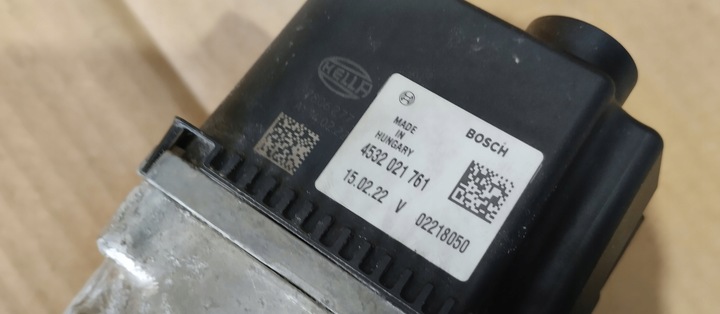 HELLA
BOSCH
MADE
IN
HUNGARY
4532 021 761
15.02.22 V 02218050